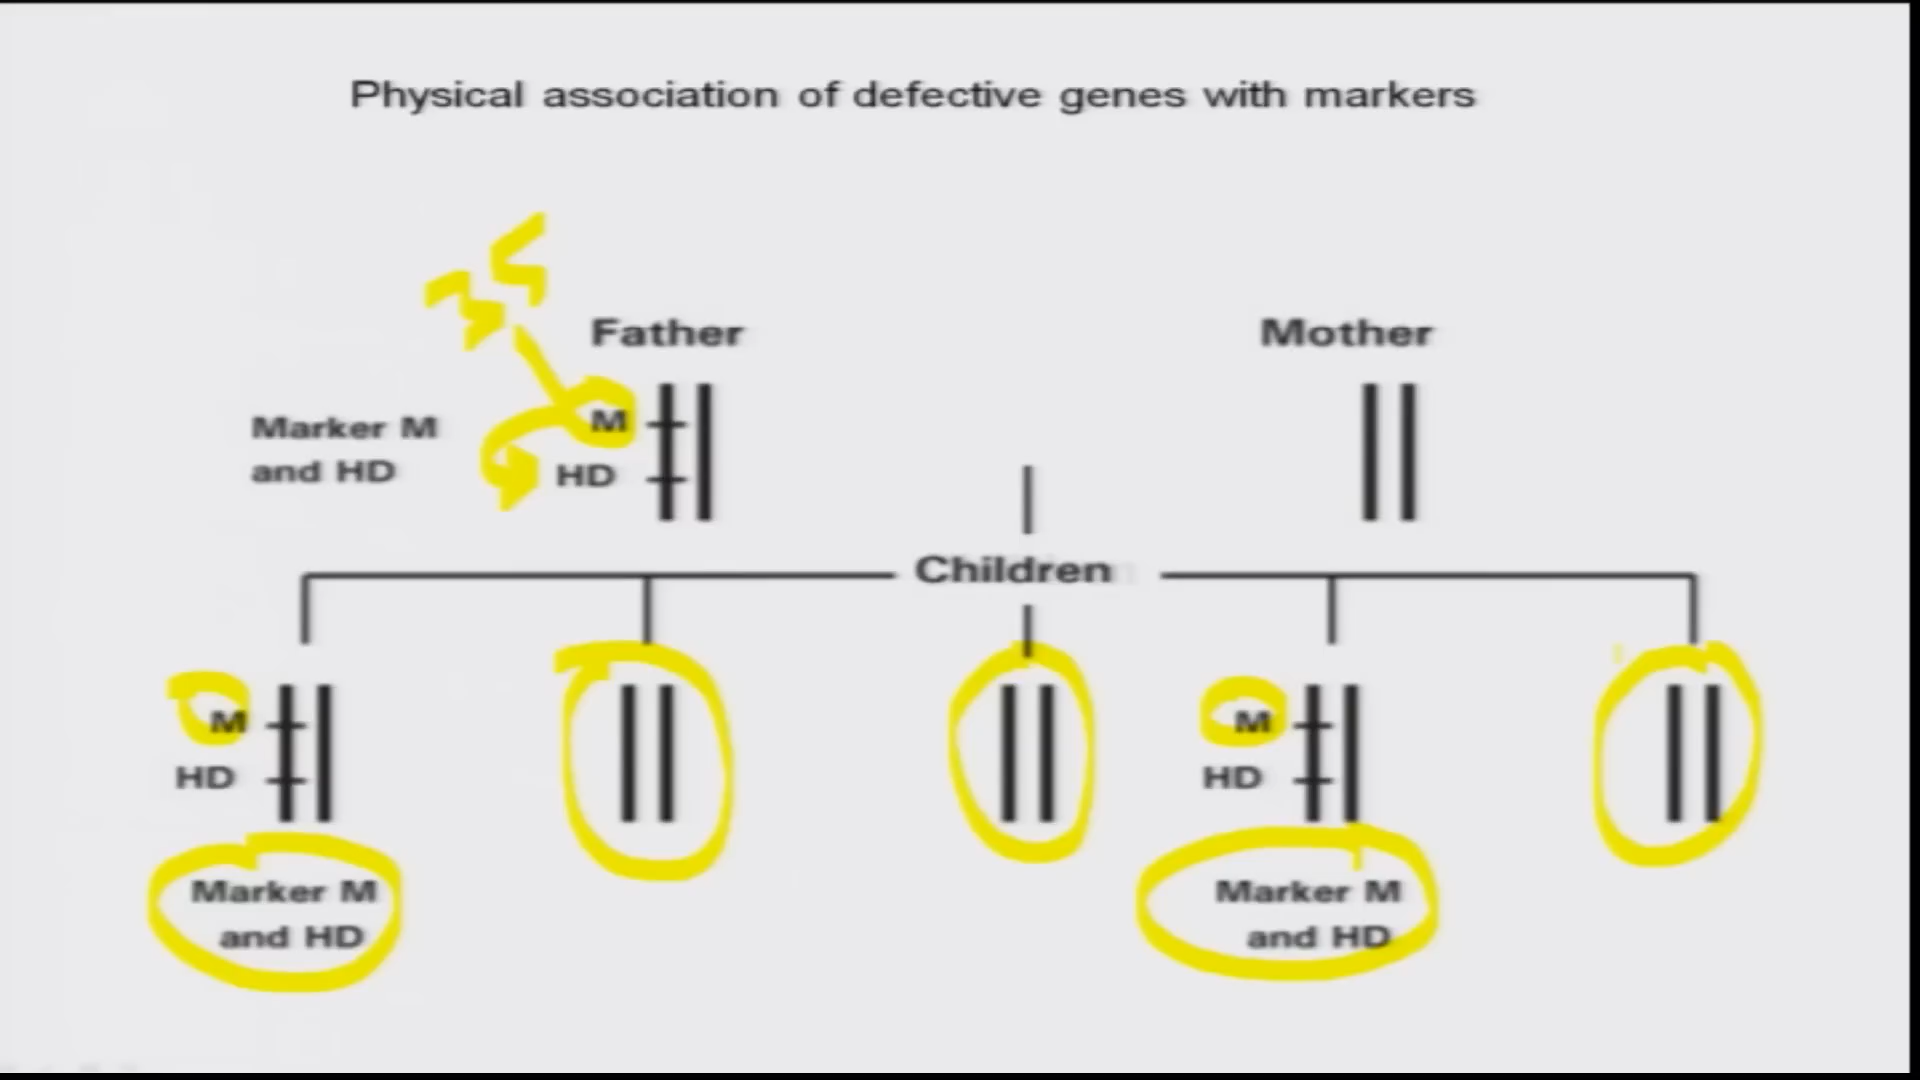 Physical association of defective genes with markers
Father
Mother
Marker M
and HD
M
HD
Children
M
HD
M
HD
Marker M
and HD
Marker M
and HD